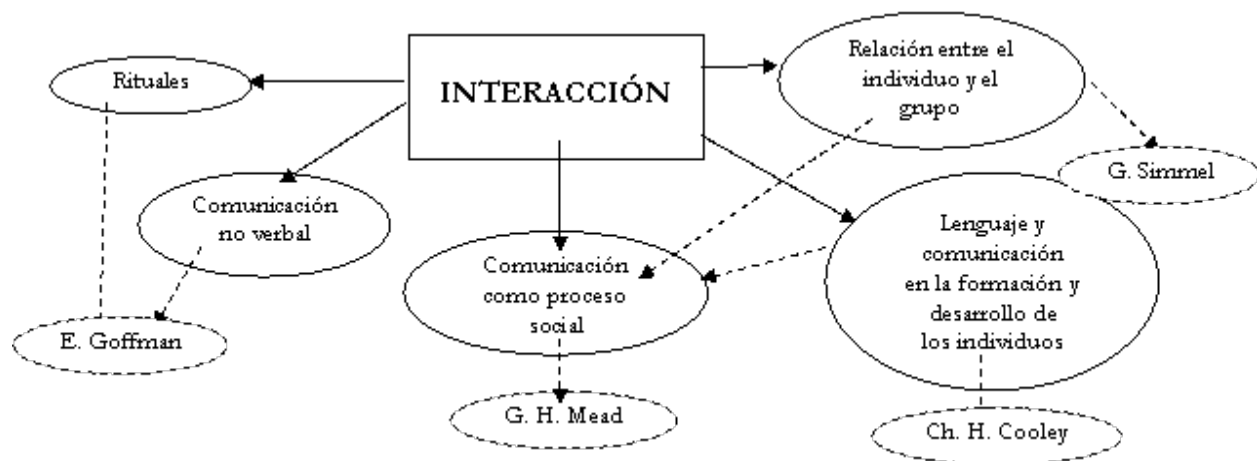 INTERACCIÓN
Rituales
Comunicación
no verbal
E. Goffman
Comunicación
como proceso
social
G. H. Mead
Relación entre el
individuo y el
grupo
G. Simmel
Lenguaje y
comunicación
en la formación y
desarrollo de
los individuos
Ch. H. Cooley